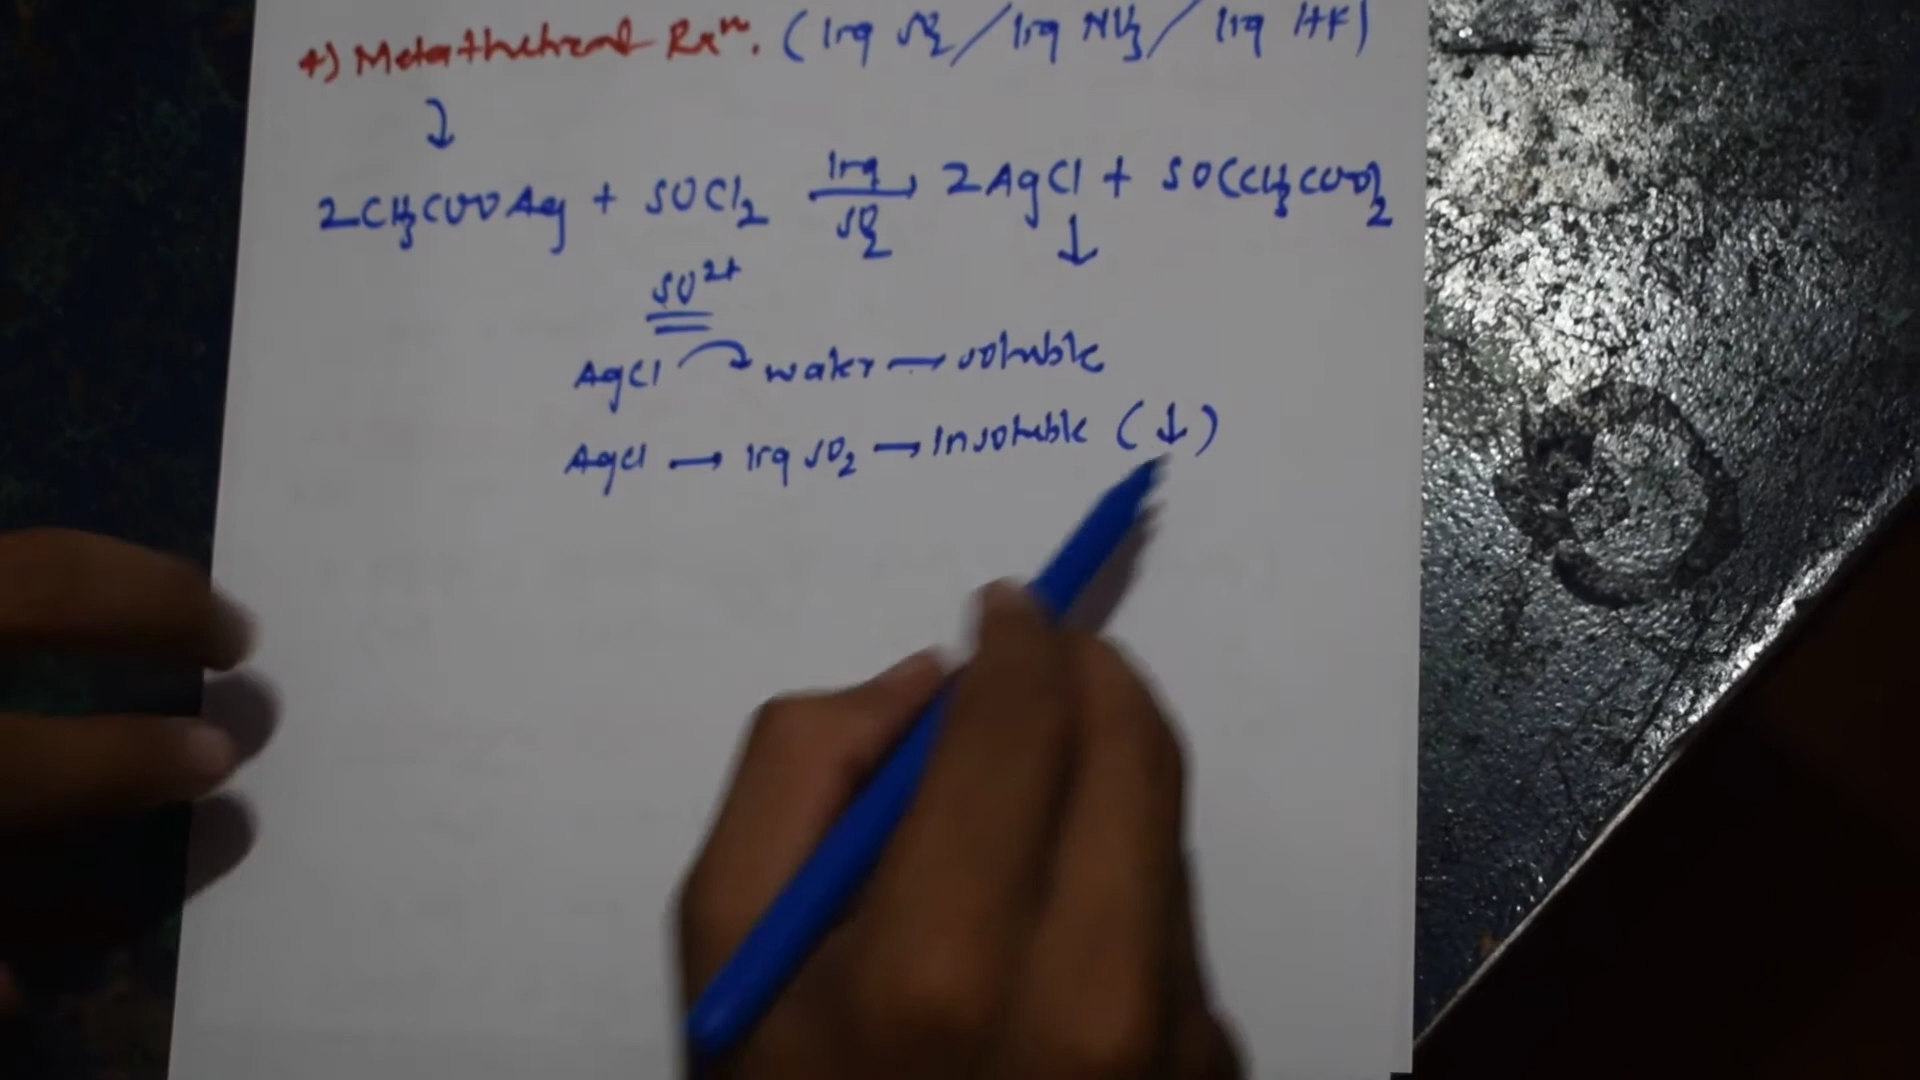 4) Metathetical Rxn. (liq SO2 / liq NH3 / liq HF)
↓
2CH3COOAg + SOCl2 liq SO2 → 2AgCl ↓ + SO(CH3COO)2
SO2+
AgCl → water → soluble
AgCl → liq SO2 → Insoluble (↓)